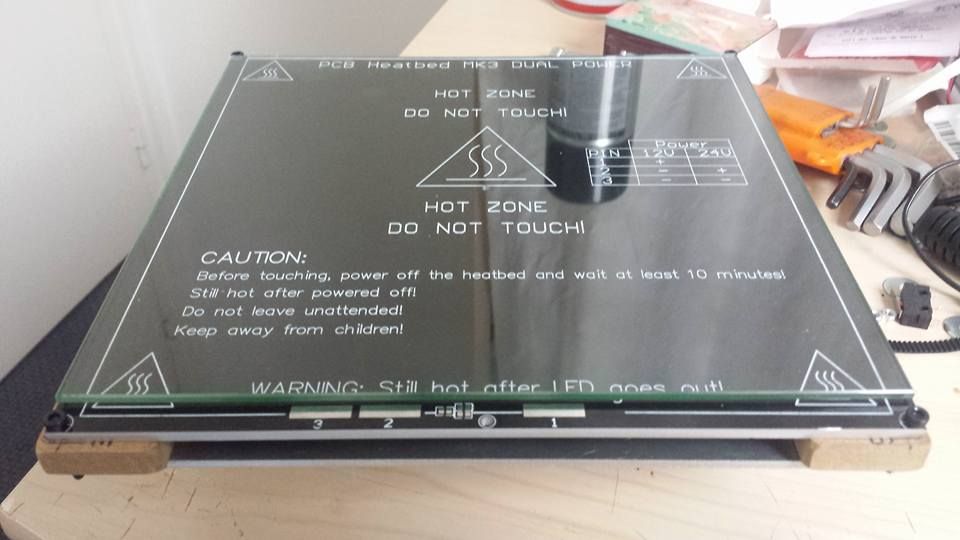 PCB Heatbed MK3 DUAL POWER
HOT ZONE
DO NOT TOUCH!
Power
PIN 12V 24V
1 +
2 - +
3 - -
HOT ZONE
DO NOT TOUCH!
CAUTION:
Before touching, power off the heatbed and wait at least 10 minutes!
Still hot after powered off!
Do not leave unattended!
Keep away from children!
WARNING: Still hot after LED goes out!
3 2 1